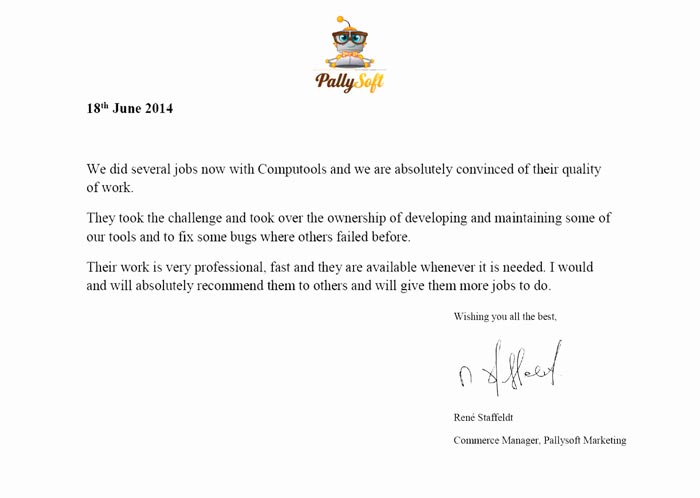 PallySoft
18th June 2014
We did several jobs now with Computools and we are absolutely convinced of their quality
of work.
They took the challenge and took over the ownership of developing and maintaining some of
our tools and to fix some bugs where others failed before.
Their work is very professional, fast and they are available whenever it is needed. I would
and will absolutely recommend them to others and will give them more jobs to do.
Wishing you all the best,
René Staffeldt
Commerce Manager, Pallysoft Marketing